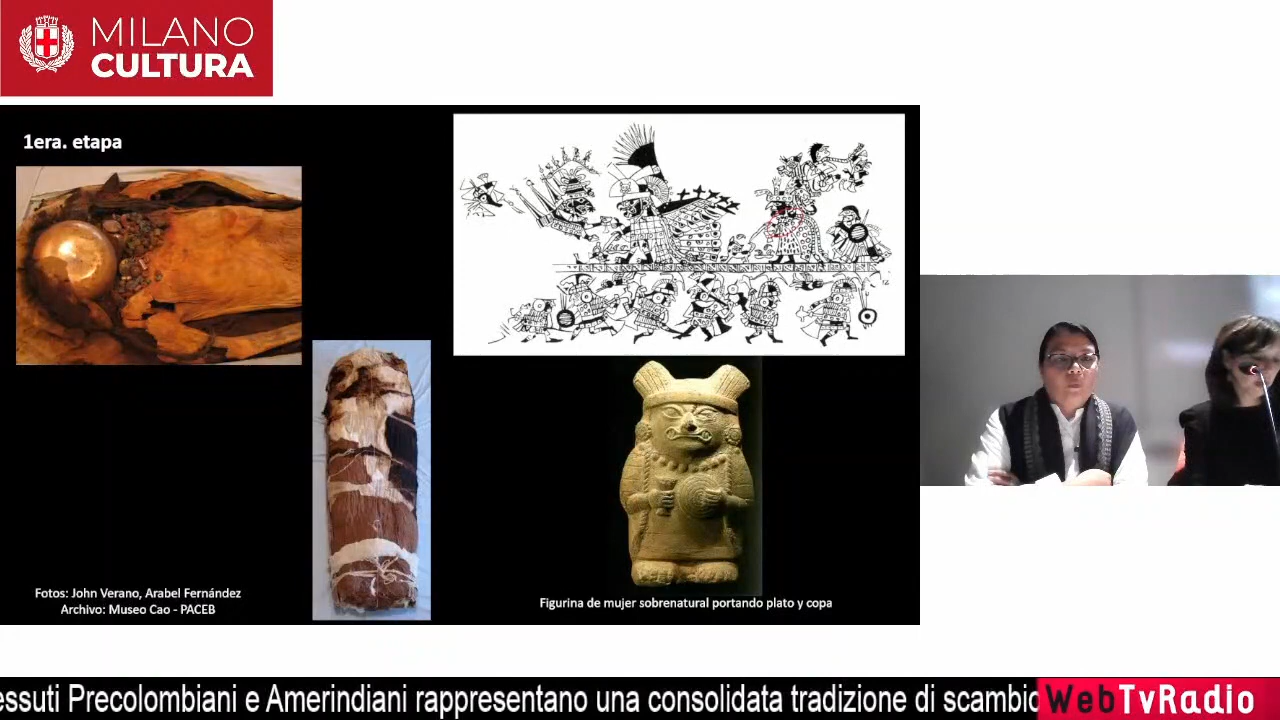 MILANO
CULTURA
1era. etapa
Fotos: John Verano, Arabel Fernández
Archivo: Museo Cao - PACEB
Figurina de mujer sobrenatural portando plato y copa
essuti Precolombiani e Amerindiani rappresentano una consolidata tradizione di scambio
WebTvRadio